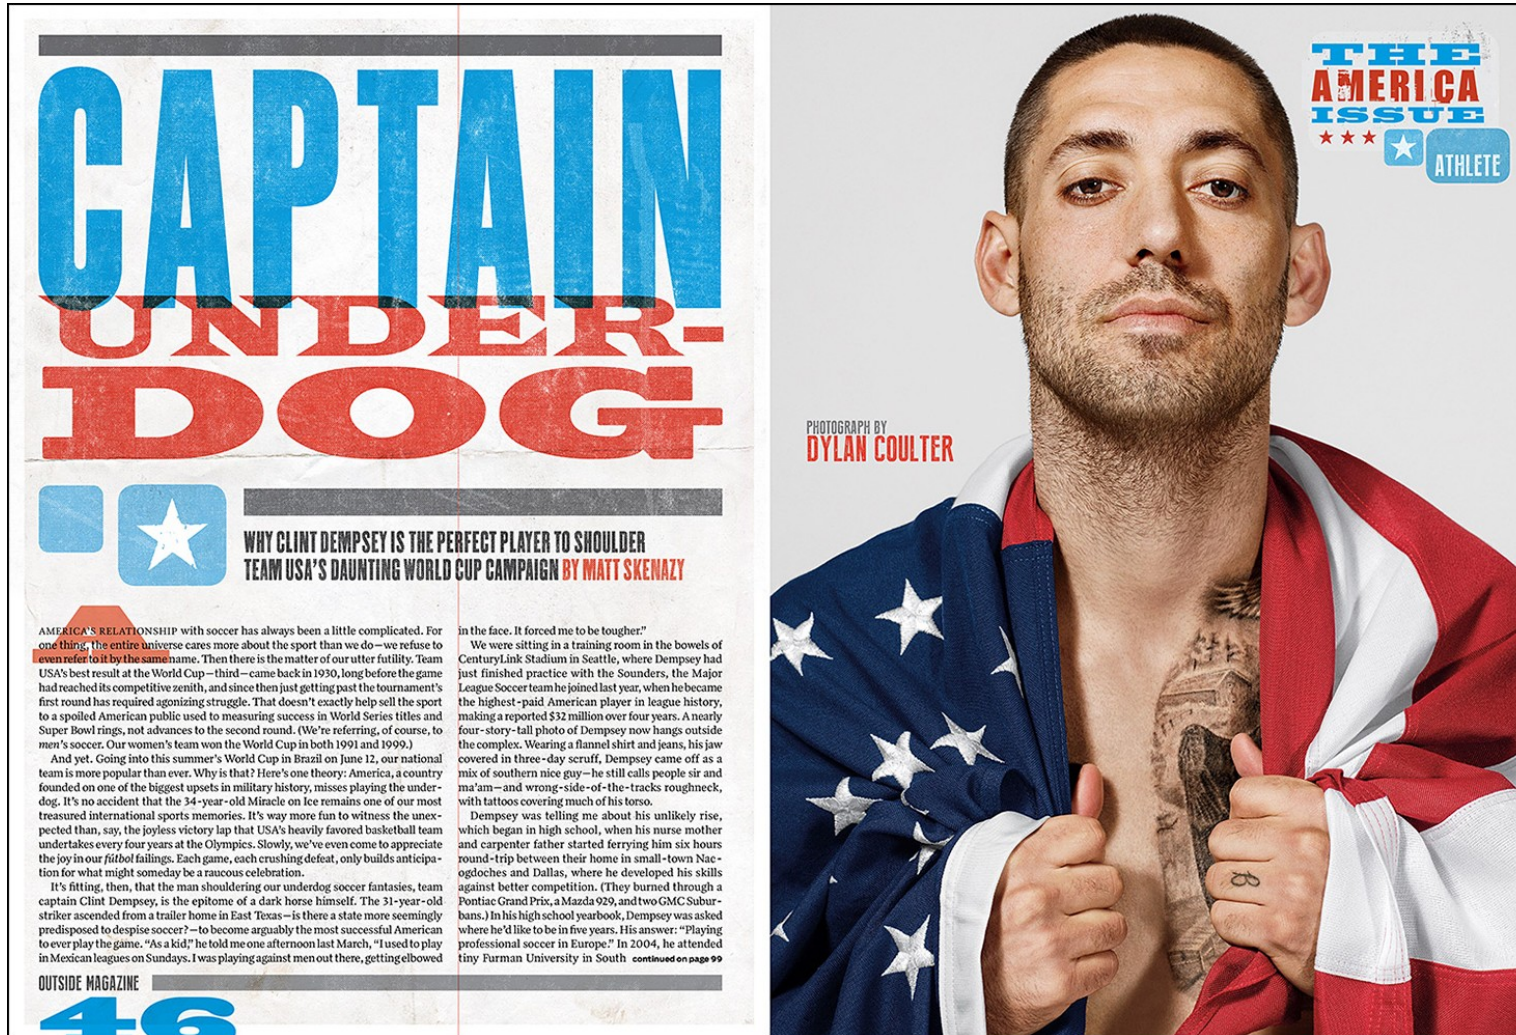 CAPTAIN
UNDER-
DOG
WHY CLINT DEMPSEY IS THE PERFECT PLAYER TO SHOULDER
TEAM USA'S DAUNTING WORLD CUP CAMPAIGN BY MATT SKENAZY
A
AMERICA'S RELATIONSHIP with soccer has always been a little complicated. For
one thing, the entire universe cares more about the sport than we do—we refuse to
even refer to it by the same name. Then there is the matter of our utter futility. Team
USA's best result at the World Cup—third—came back in 1930, long before the game
had reached its competitive zenith, and since then just getting past the tournament's
first round has required agonizing struggle. That doesn't exactly help sell the sport
to a spoiled American public used to measuring success in World Series titles and
Super Bowl rings, not advances to the second round. (We're referring, of course, to
men's soccer. Our women's team won the World Cup in both 1991 and 1999.)
And yet. Going into this summer's World Cup in Brazil on June 12, our national
team is more popular than ever. Why is that? Here's one theory: America, a country
founded on one of the biggest upsets in military history, misses playing the under-
dog. It's no accident that the 34-year-old Miracle on Ice remains one of our most
treasured international sports memories. It's way more fun to witness the unex-
pected than, say, the joyless victory lap that USA's heavily favored basketball team
undertakes every four years at the Olympics. Slowly, we've even come to appreciate
the joy in our fútbol failings. Each game, each crushing defeat, only builds anticipa-
tion for what might someday be a raucous celebration.
It's fitting, then, that the man shouldering our underdog soccer fantasies, team
captain Clint Dempsey, is the epitome of a dark horse himself. The 31-year-old
striker ascended from a trailer home in East Texas—is there a state more seemingly
predisposed to despise soccer?—to become arguably the most successful American
to ever play the game. "As a kid," he told me one afternoon last March, "I used to play
in Mexican leagues on Sundays. I was playing against men out there, getting elbowed
in the face. It forced me to be tougher."
We were sitting in a training room in the bowels of
CenturyLink Stadium in Seattle, where Dempsey had
just finished practice with the Sounders, the Major
League Soccer team he joined last year, when he became
the highest-paid American player in league history,
making a reported $32 million over four years. A nearly
four-story-tall photo of Dempsey now hangs outside
the complex. Wearing a flannel shirt and jeans, his jaw
covered in three-day scruff, Dempsey came off as a
mix of southern nice guy—he still calls people sir and
ma'am—and wrong-side-of-the-tracks roughneck,
with tattoos covering much of his torso.
Dempsey was telling me about his unlikely rise,
which began in high school, when his nurse mother
and carpenter father started ferrying him six hours
round-trip between their home in small-town Nac-
ogdoches and Dallas, where he developed his skills
against better competition. (They burned through a
Pontiac Grand Prix, a Mazda 929, and two GMC Subur-
bans.) In his high school yearbook, Dempsey was asked
where he'd like to be in five years. His answer: "Playing
professional soccer in Europe." In 2004, he attended
tiny Furman University in South continued on page 99
OUTSIDE MAGAZINE
46
THE
AMERICA
ISSUE
ATHLETE
PHOTOGRAPH BY
DYLAN COULTER